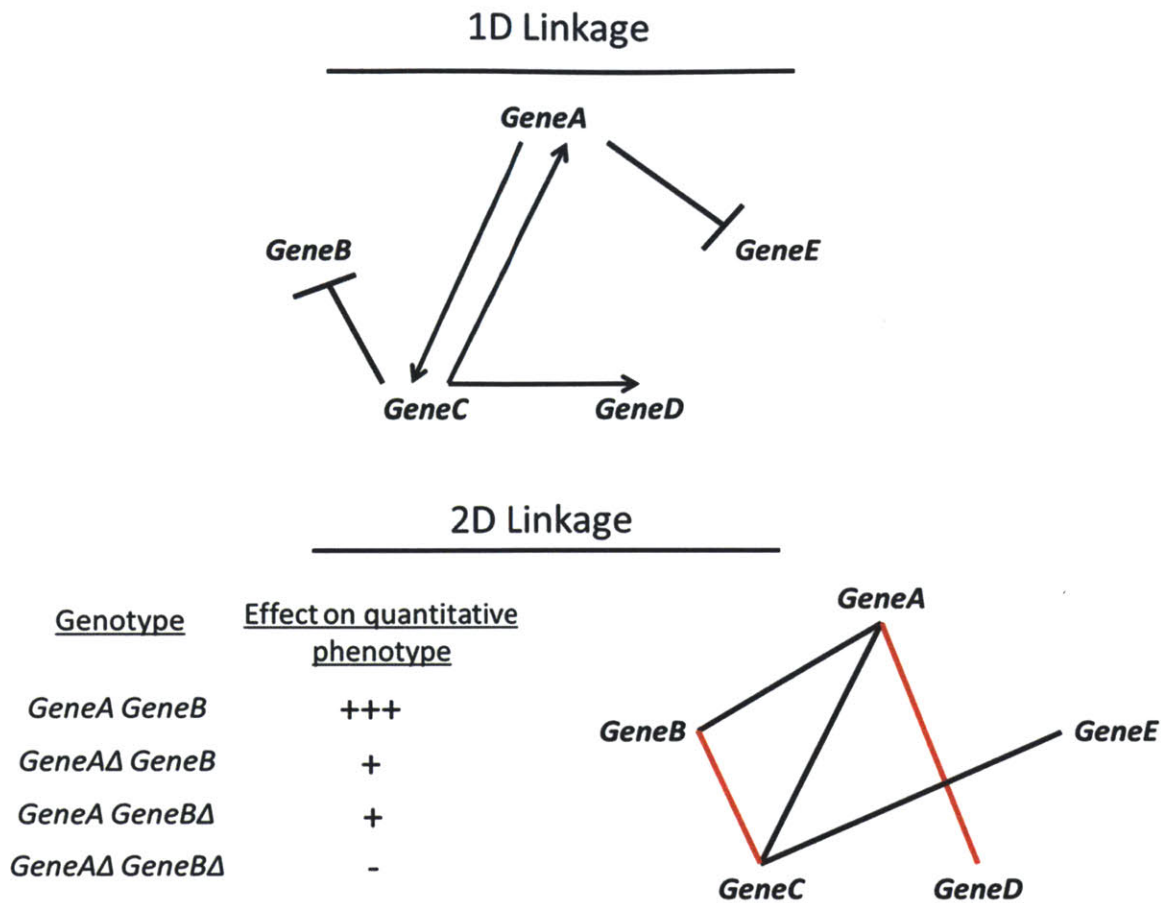 1D Linkage
GeneA
GeneB
GeneE
GeneC
GeneD
2D Linkage
Genotype
Effect on quantitative
phenotype
GeneA GeneB
+++
GeneAΔ GeneB
+
GeneA GeneBΔ
+
GeneAΔ GeneBΔ
-
GeneA
GeneB
GeneE
GeneC
GeneD